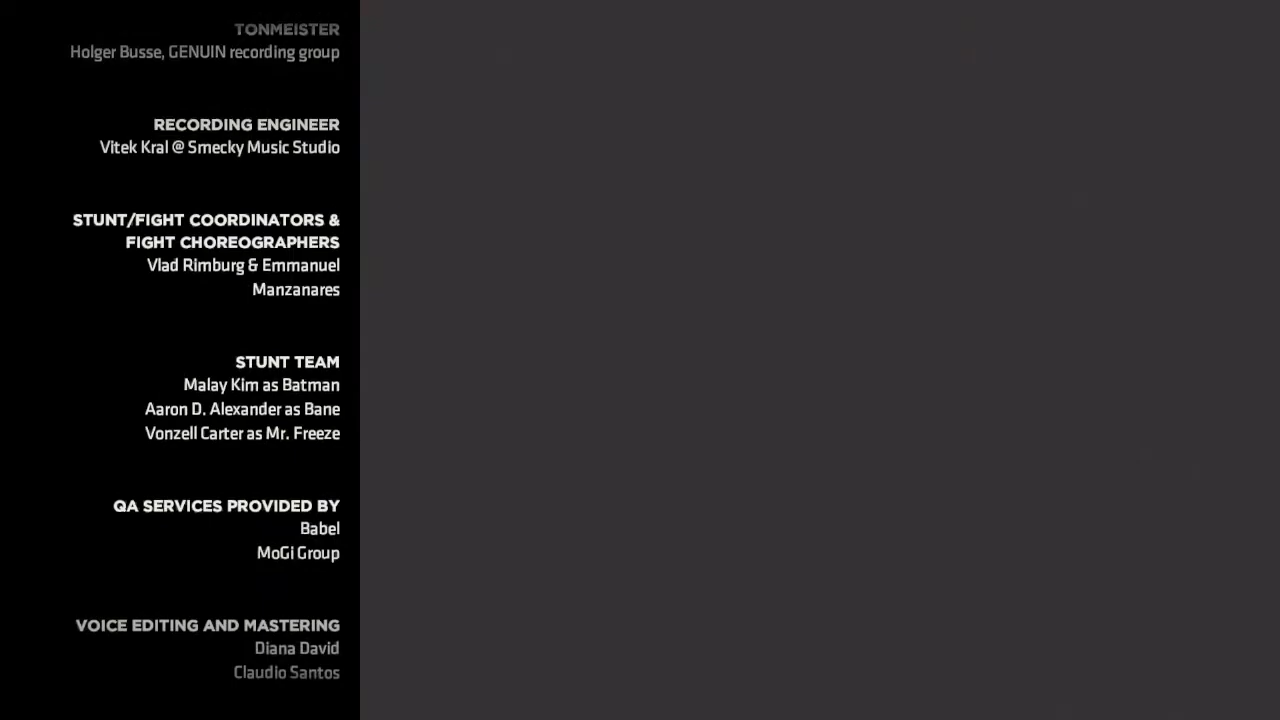 TONMEISTER
Holger Busse, GENUIN recording group
RECORDING ENGINEER
Vitek Kral @ Smecky Music Studio
STUNT/FIGHT COORDINATORS &
FIGHT CHOREOGRAPHERS
Vlad Rimburg & Emmanuel
Manzanares
STUNT TEAM
Malay Kim as Batman
Aaron D. Alexander as Bane
Vonzell Carter as Mr. Freeze
QA SERVICES PROVIDED BY
Babel
MoGi Group
VOICE EDITING AND MASTERING
Diana David
Claudio Santos